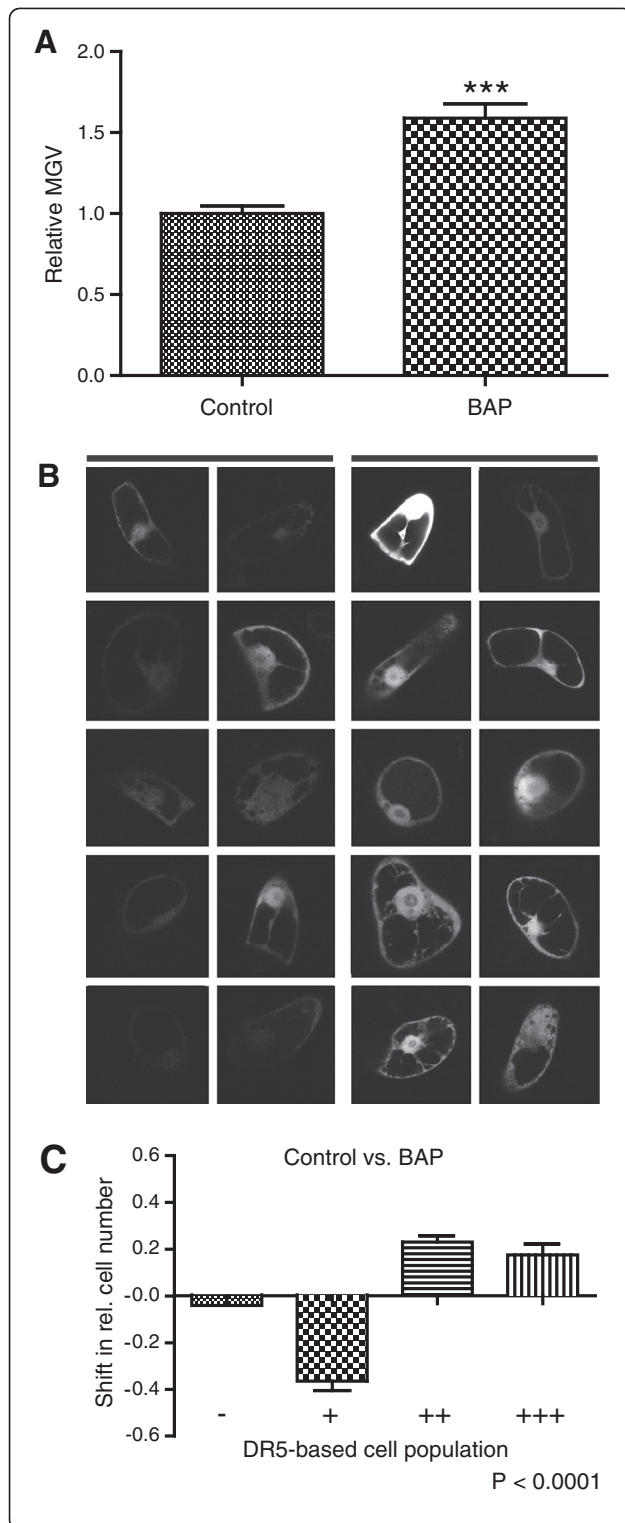 A
2.0
***
1.5
1.0
0.5
0.0
Relative MGV
Control BAP
B
C
Control vs. BAP
0.6
0.4
0.2
-0.0
-0.2
-0.4
-0.6
Shift in rel. cell number
- + ++ +++
DR5-based cell population
P < 0.0001